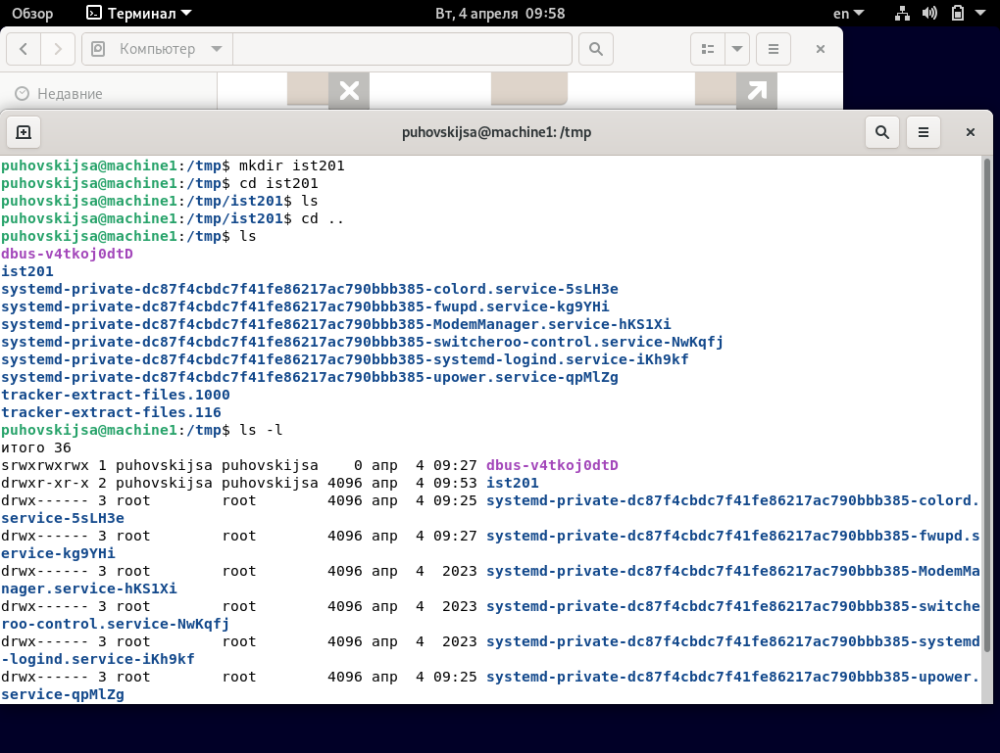 Обзор Терминал Вт, 4 апреля 09:58 en
Компьютер
Недавние
puhovskijsa@machine1: /tmp
puhovskijsa@machine1:/tmp$ mkdir ist201
puhovskijsa@machine1:/tmp$ cd ist201
puhovskijsa@machine1:/tmp/ist201$ ls
puhovskijsa@machine1:/tmp/ist201$ cd ..
puhovskijsa@machine1:/tmp$ ls
dbus-v4tkoj0dtD
ist201
systemd-private-dc87f4cbdc7f41fe86217ac790bbb385-colord.service-5sLH3e
systemd-private-dc87f4cbdc7f41fe86217ac790bbb385-fwupd.service-kg9YHi
systemd-private-dc87f4cbdc7f41fe86217ac790bbb385-ModemManager.service-hKS1Xi
systemd-private-dc87f4cbdc7f41fe86217ac790bbb385-switcheroo-control.service-NwKqfj
systemd-private-dc87f4cbdc7f41fe86217ac790bbb385-systemd-logind.service-iKh9kf
systemd-private-dc87f4cbdc7f41fe86217ac790bbb385-upower.service-qpMlZg
tracker-extract-files.1000
tracker-extract-files.116
puhovskijsa@machine1:/tmp$ ls -l
итого 36
srwxrwxrwx 1 puhovskijsa puhovskijsa    0 апр  4 09:27 dbus-v4tkoj0dtD
drwxr-xr-x 2 puhovskijsa puhovskijsa 4096 апр  4 09:53 ist201
drwx------ 3 root        root        4096 апр  4 09:25 systemd-private-dc87f4cbdc7f41fe86217ac790bbb385-colord.
service-5sLH3e
drwx------ 3 root        root        4096 апр  4 09:27 systemd-private-dc87f4cbdc7f41fe86217ac790bbb385-fwupd.s
ervice-kg9YHi
drwx------ 3 root        root        4096 апр  4  2023 systemd-private-dc87f4cbdc7f41fe86217ac790bbb385-ModemMa
nager.service-hKS1Xi
drwx------ 3 root        root        4096 апр  4  2023 systemd-private-dc87f4cbdc7f41fe86217ac790bbb385-switche
roo-control.service-NwKqfj
drwx------ 3 root        root        4096 апр  4  2023 systemd-private-dc87f4cbdc7f41fe86217ac790bbb385-systemd
-logind.service-iKh9kf
drwx------ 3 root        root        4096 апр  4 09:25 systemd-private-dc87f4cbdc7f41fe86217ac790bbb385-upower.
service-qpMlZg